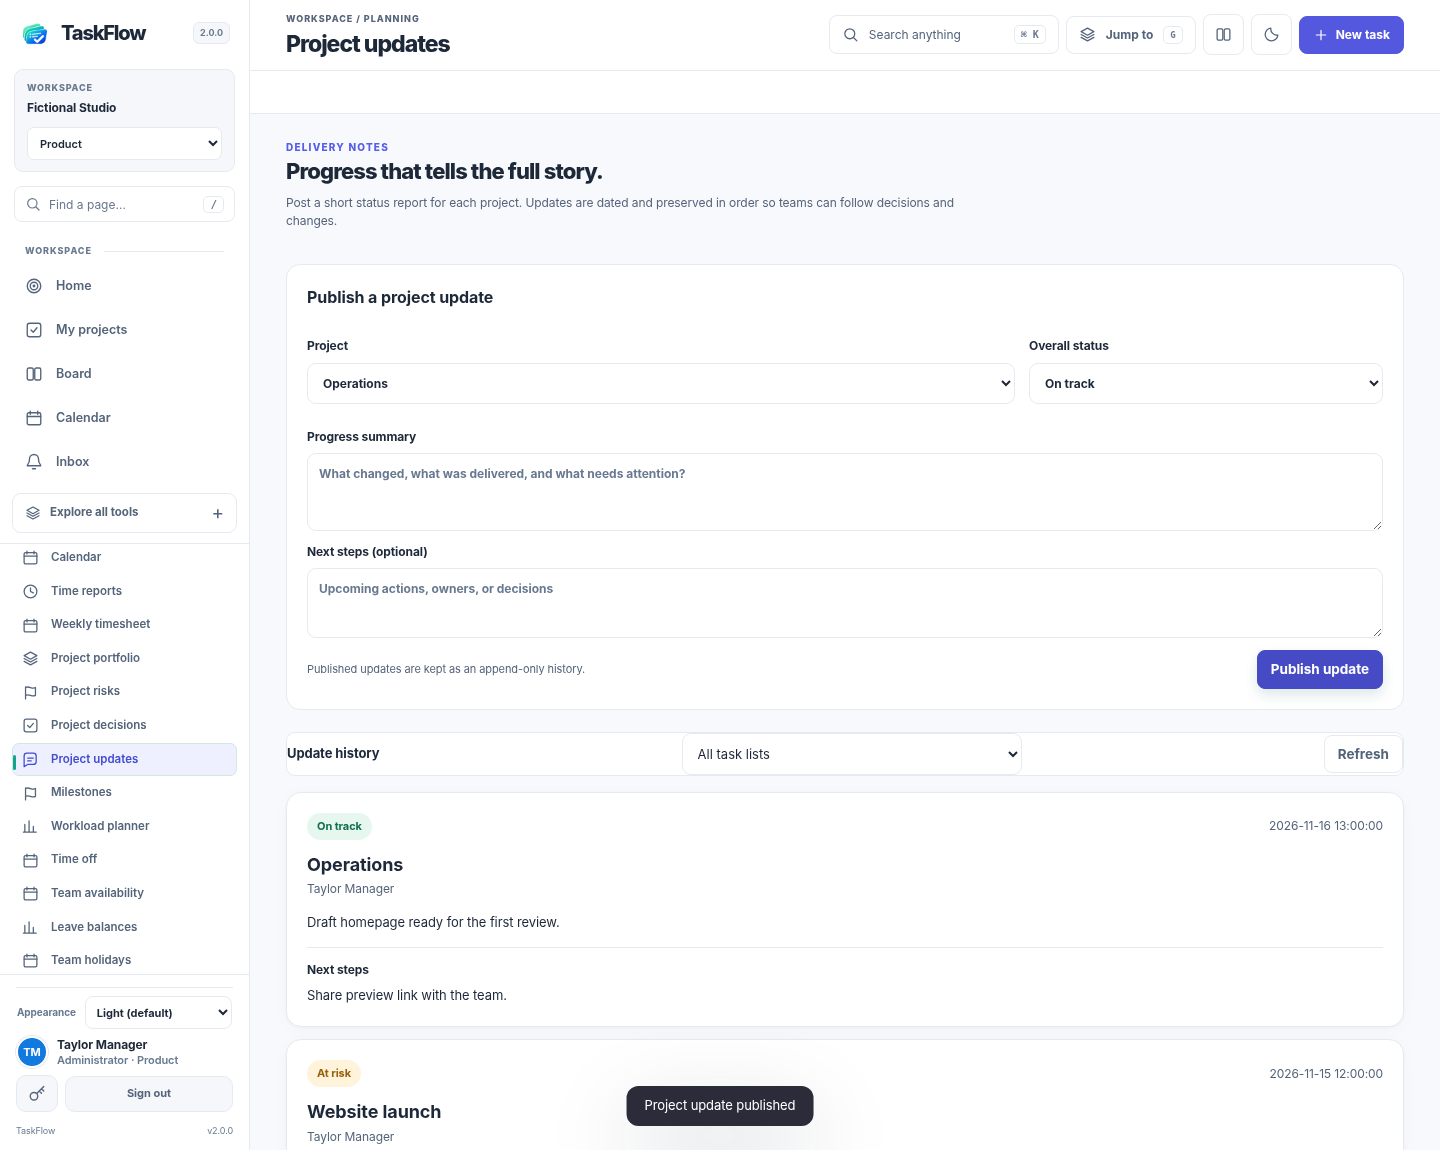 TaskFlow
2.0.0
WORKSPACE
Fictional Studio
Product
Find a page...
/
WORKSPACE
Home
My projects
Board
Calendar
Inbox
Explore all tools
+
Calendar
Time reports
Weekly timesheet
Project portfolio
Project risks
Project decisions
Project updates
Milestones
Workload planner
Time off
Team availability
Leave balances
Team holidays
Appearance
Light (default)
TM
Taylor Manager
Administrator · Product
Sign out
TaskFlow
v2.0.0
WORKSPACE / PLANNING
Project updates
Search anything
⌘ K
Jump to
G
New task
DELIVERY NOTES
Progress that tells the full story.
Post a short status report for each project. Updates are dated and preserved in order so teams can follow decisions and
changes.
Publish a project update
Project
Overall status
Operations
On track
Progress summary
What changed, what was delivered, and what needs attention?
Next steps (optional)
Upcoming actions, owners, or decisions
Published updates are kept as an append-only history.
Publish update
Update history
All task lists
Refresh
On track
2026-11-16 13:00:00
Operations
Taylor Manager
Draft homepage ready for the first review.
Next steps
Share preview link with the team.
At risk
2026-11-15 12:00:00
Website launch
Taylor Manager
Project update published